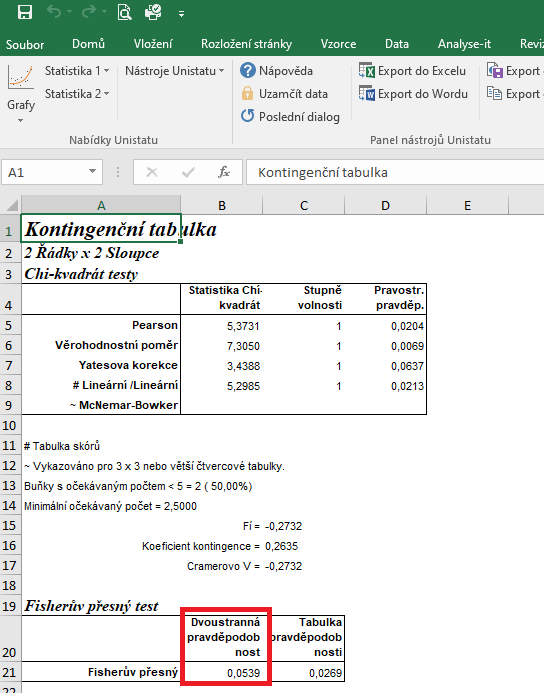 Soubor Domů Vložení Rozložení stránky Vzorce Data Analyse-it Reviz
Grafy
Statistika 1
Statistika 2
Nástroje Unistatu
Nabídky Unistatu
Nápověda
Uzamčít data
Poslední dialog
Export do Excelu
Export do Wordu
Export
Export
Panel nástrojů Unistatu
A1 fx Kontingenční tabulka
A B C D E
1 Kontingenční tabulka
2 2 Řádky x 2 Sloupce
3 Chi-kvadrát testy
4 Statistika Chí-kvadrát Stupně volnosti Pravostr. pravděp.
5 Pearson 5,3731 1 0,0204
6 Věrohodnostní poměr 7,3050 1 0,0069
7 Yatesova korekce 3,4388 1 0,0637
8 # Lineární /Lineární 5,2985 1 0,0213
9 ~ McNemar-Bowker
10
11 # Tabulka skórů
12 ~ Vykazováno pro 3 x 3 nebo větší čtvercové tabulky.
13 Buňky s očekávaným počtem < 5 = 2 ( 50,00%)
14 Minimální očekávaný počet = 2,5000
15 Fí = -0,2732
16 Koeficient kontingence = 0,2635
17 Cramerovo V = -0,2732
18
19 Fisherův přesný test
20 Dvoustranná pravděpodob nost Tabulka pravděpodob nosti
21 Fisherův přesný 0,0539 0,0269
22